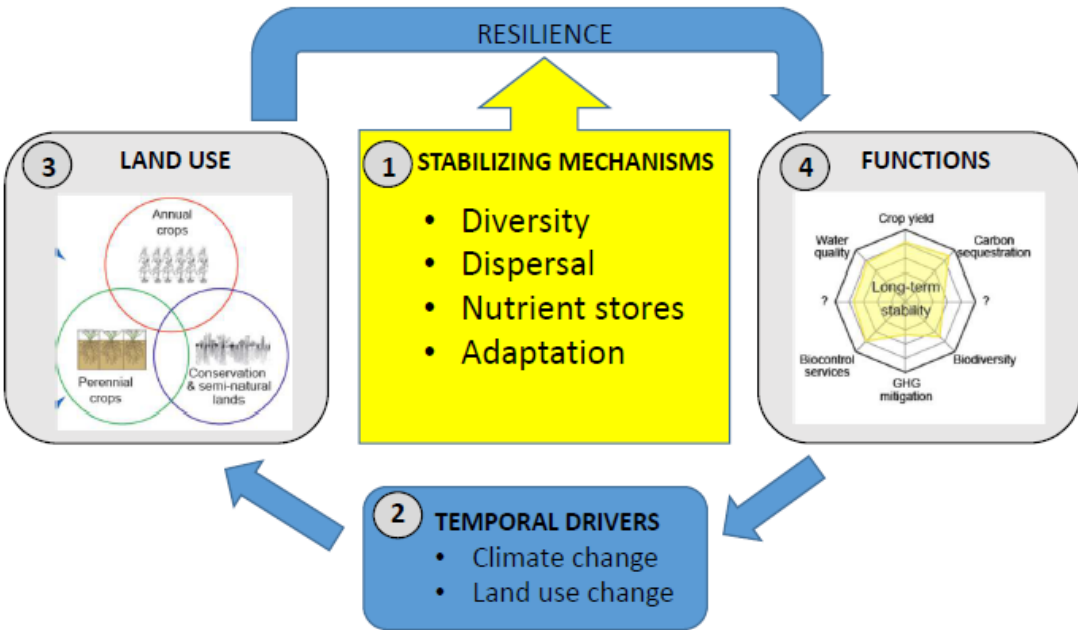 RESILIENCE
3
LAND USE
Annual
crops
Perennial
crops
Conservation
& semi-natural
lands
1
STABILIZING MECHANISMS
• Diversity
• Dispersal
• Nutrient stores
• Adaptation
4
FUNCTIONS
Crop yield
Water
quality
Carbon
sequestration
?
Long-term
stability
?
Biocontrol
services
Biodiversity
GHG
mitigation
2
TEMPORAL DRIVERS
• Climate change
• Land use change